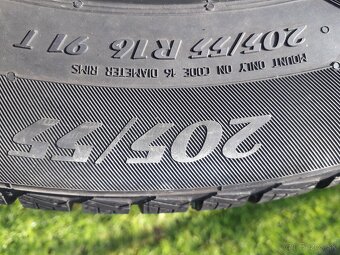 205/55 R16 91 T
MOUNT ONLY ON CODE 16 DIAMETER RIMS
205/55